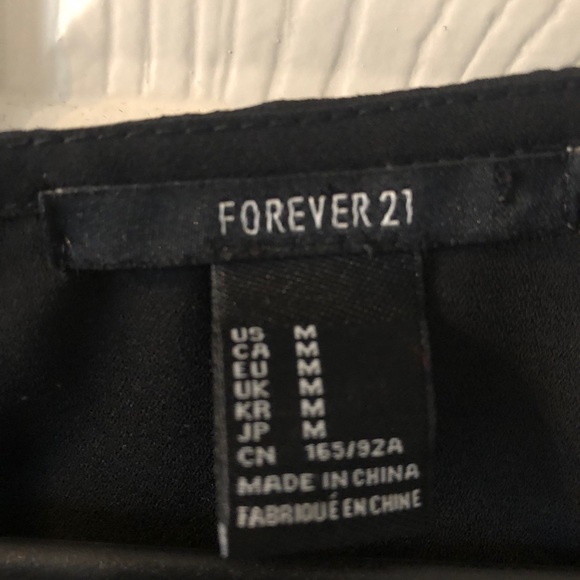 FOREVER 21
US M
CA M
EU M
UK M
KR M
JP M
CN 165/92A
MADE IN CHINA
FABRIQUÉ EN CHINE